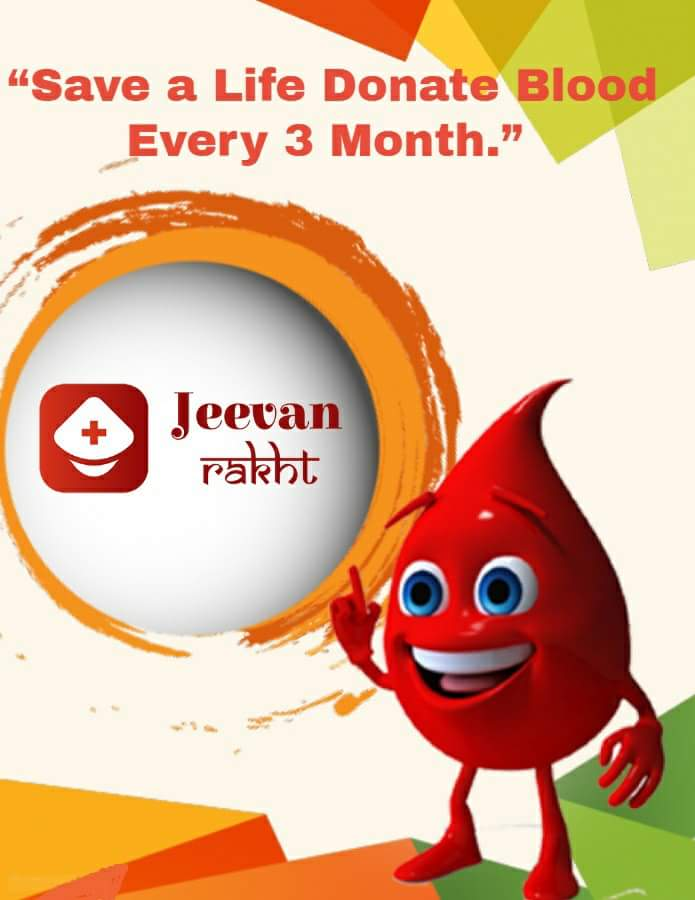 “Save a Life Donate Blood
Every 3 Month.”
Jeevan
rakht